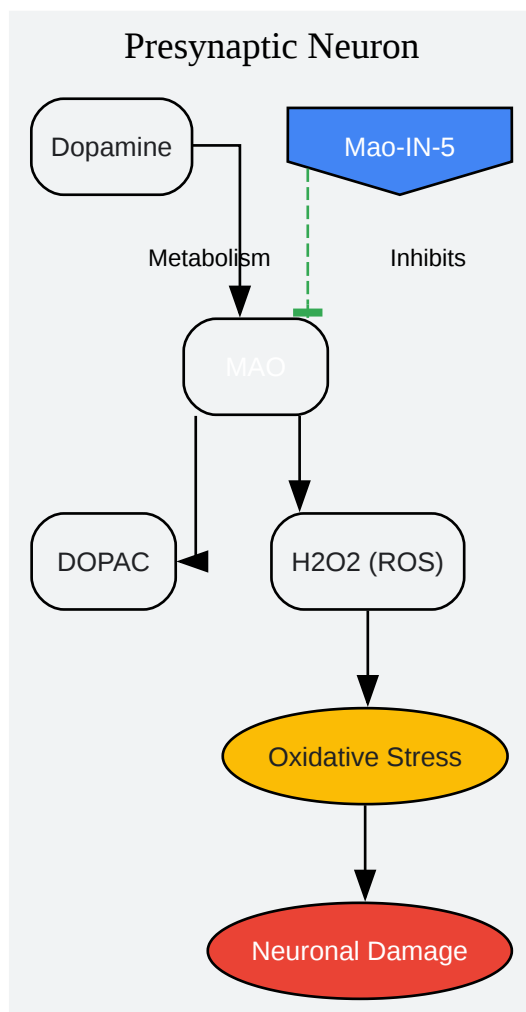 Presynaptic Neuron
Dopamine
Mao-IN-5
Metabolism
Inhibits
MAO
DOPAC
H2O2 (ROS)
Oxidative Stress
Neuronal Damage